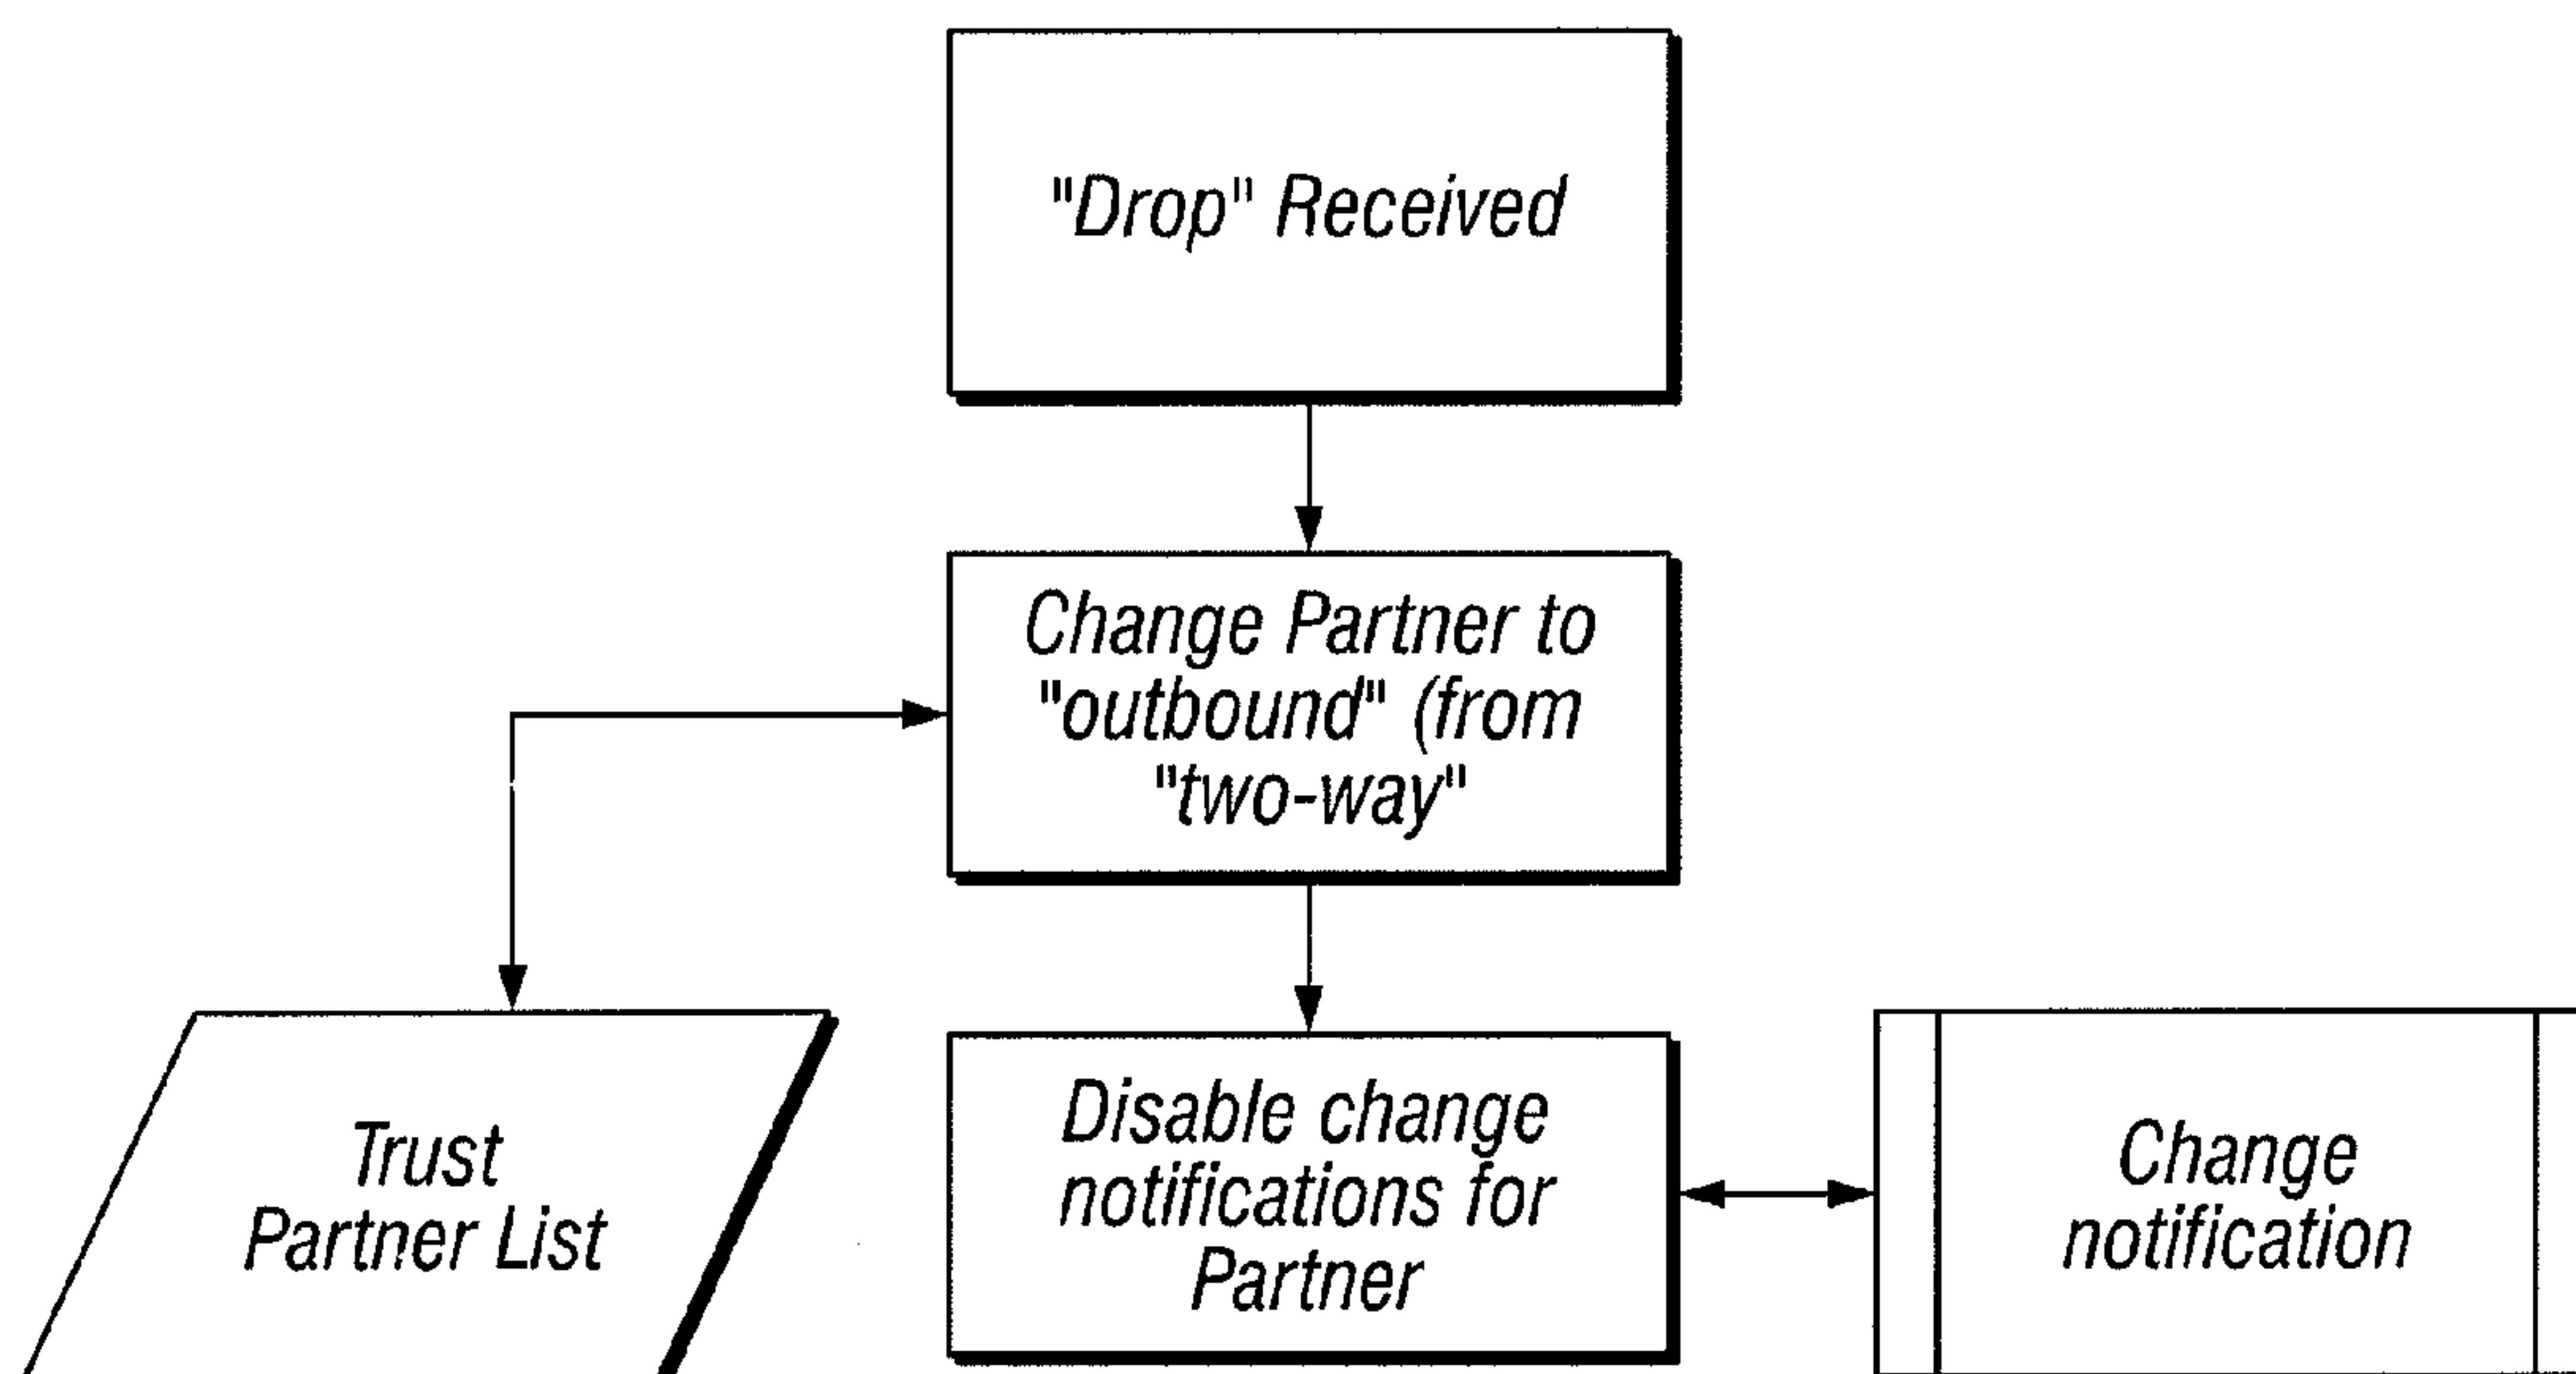 "Drop" Received
Change Partner to
"outbound" (from
"two-way"
Trust
Partner List
Disable change
notifications for
Partner
Change
notification